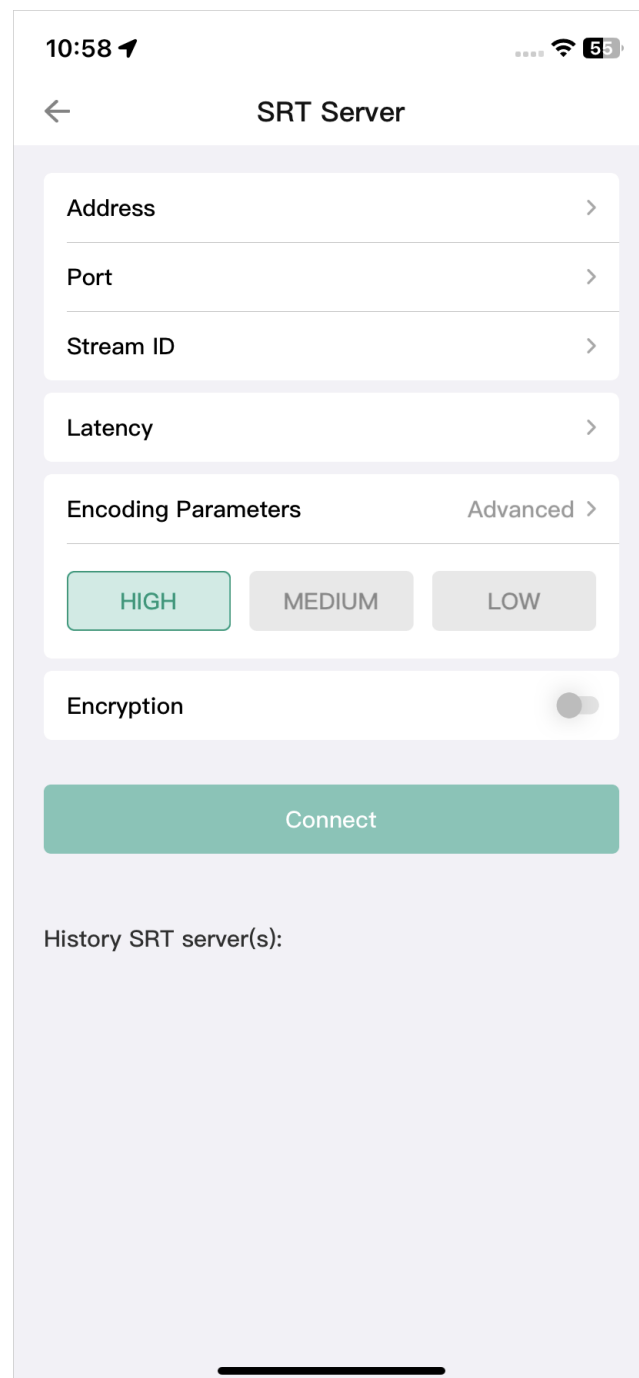 10:58
55
SRT Server
Address
Port
Stream ID
Latency
Encoding Parameters Advanced
HIGH MEDIUM LOW
Encryption
Connect
History SRT server(s):